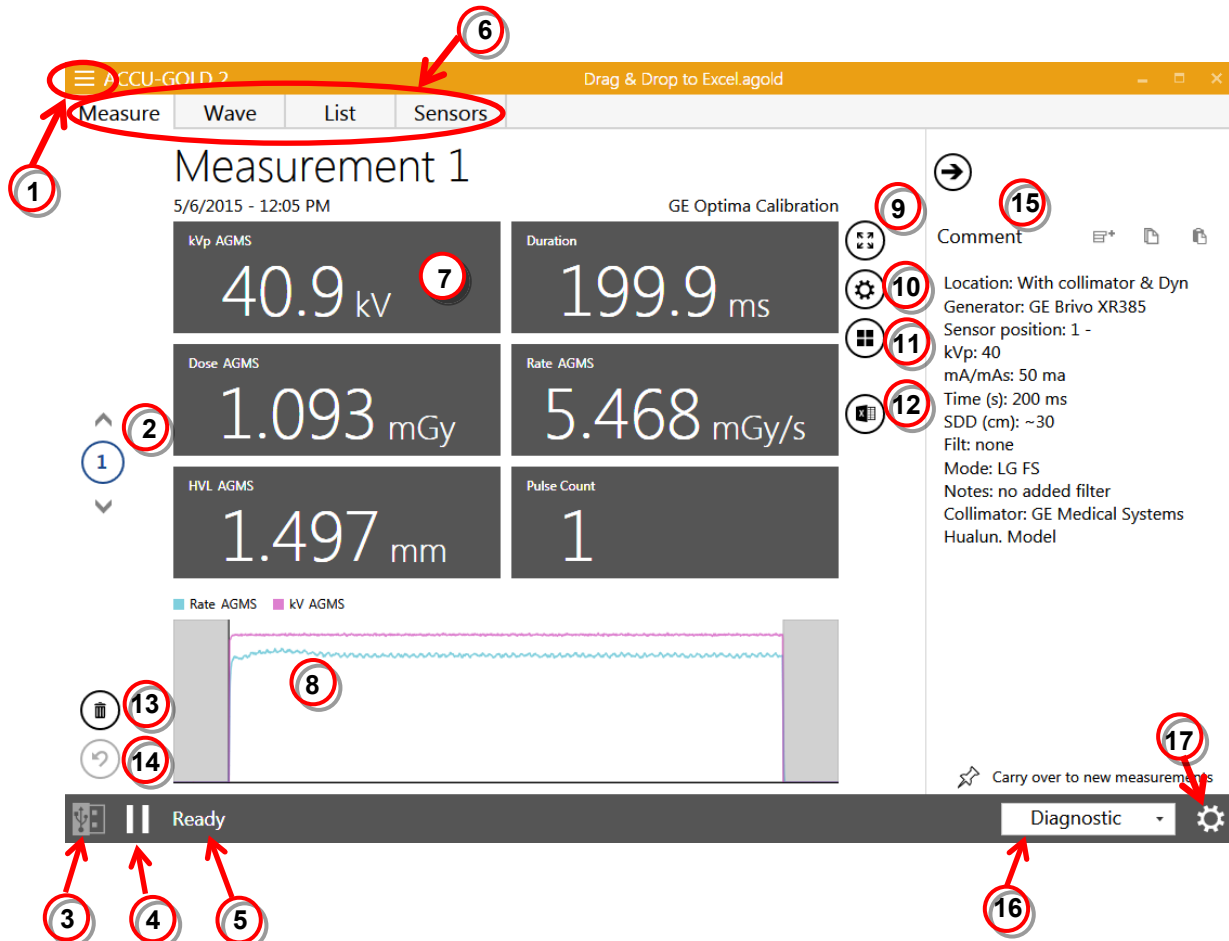 6
ACCU-GOLD 2
Drag & Drop to Excel.agold
Measure Wave List Sensors
1
Measurement 1
5/6/2015 - 12:05 PM GE Optima Calibration
kVp AGMS
40.9 kV
7
Duration
199.9 ms
Dose AGMS
1.093 mGy
Rate AGMS
5.468 mGy/s
HVL AGMS
1.497 mm
Pulse Count
1
2
1
9
10
11
12
15
Comment
Location: With collimator & Dyn
Generator: GE Brivo XR385
Sensor position: 1 -
kVp: 40
mA/mAs: 50 ma
Time (s): 200 ms
SDD (cm): ~30
Filt: none
Mode: LG FS
Notes: no added filter
Collimator: GE Medical Systems
Hualun. Model
Rate AGMS kV AGMS
8
13
14
17
Carry over to new measurements
Ready
Diagnostic
3
4
5
16